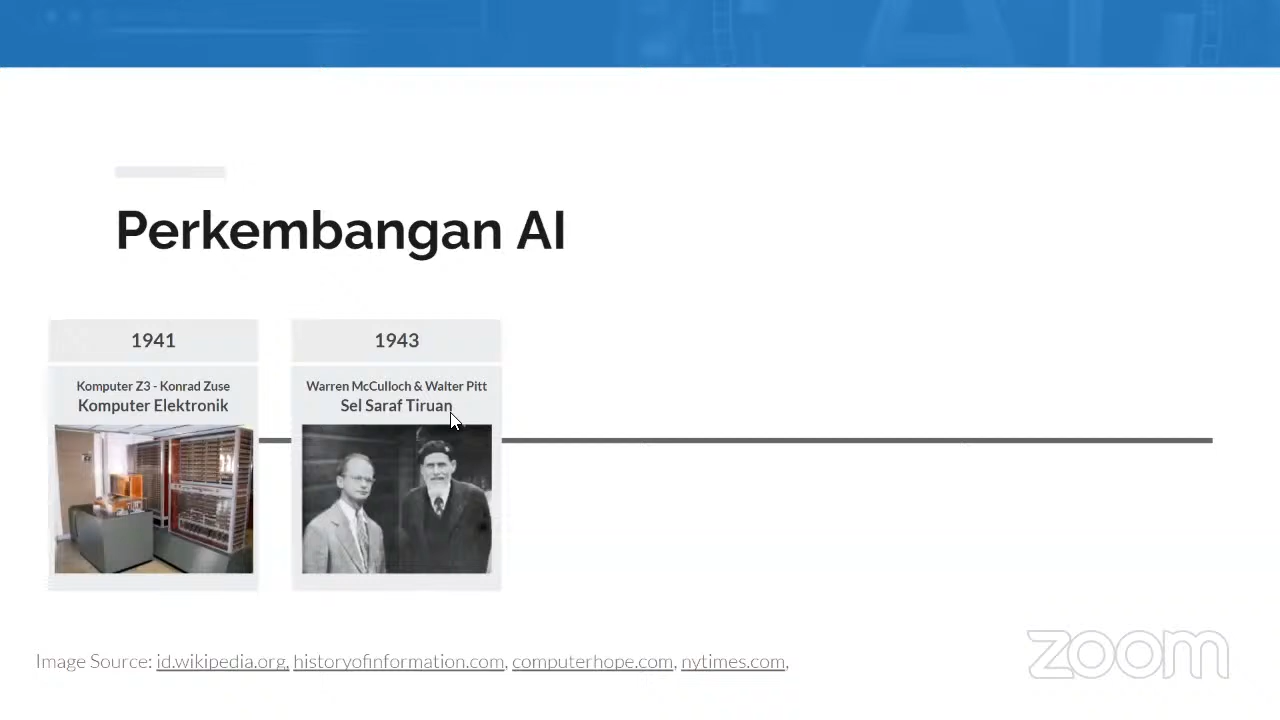 Perkembangan AI
1941
Komputer Z3 - Konrad Zuse
Komputer Elektronik
1943
Warren McCulloch & Walter Pitt
Sel Saraf Tiruan
Image Source: id.wikipedia.org, historyofinformation.com, computerhope.com, nytimes.com,
zoom